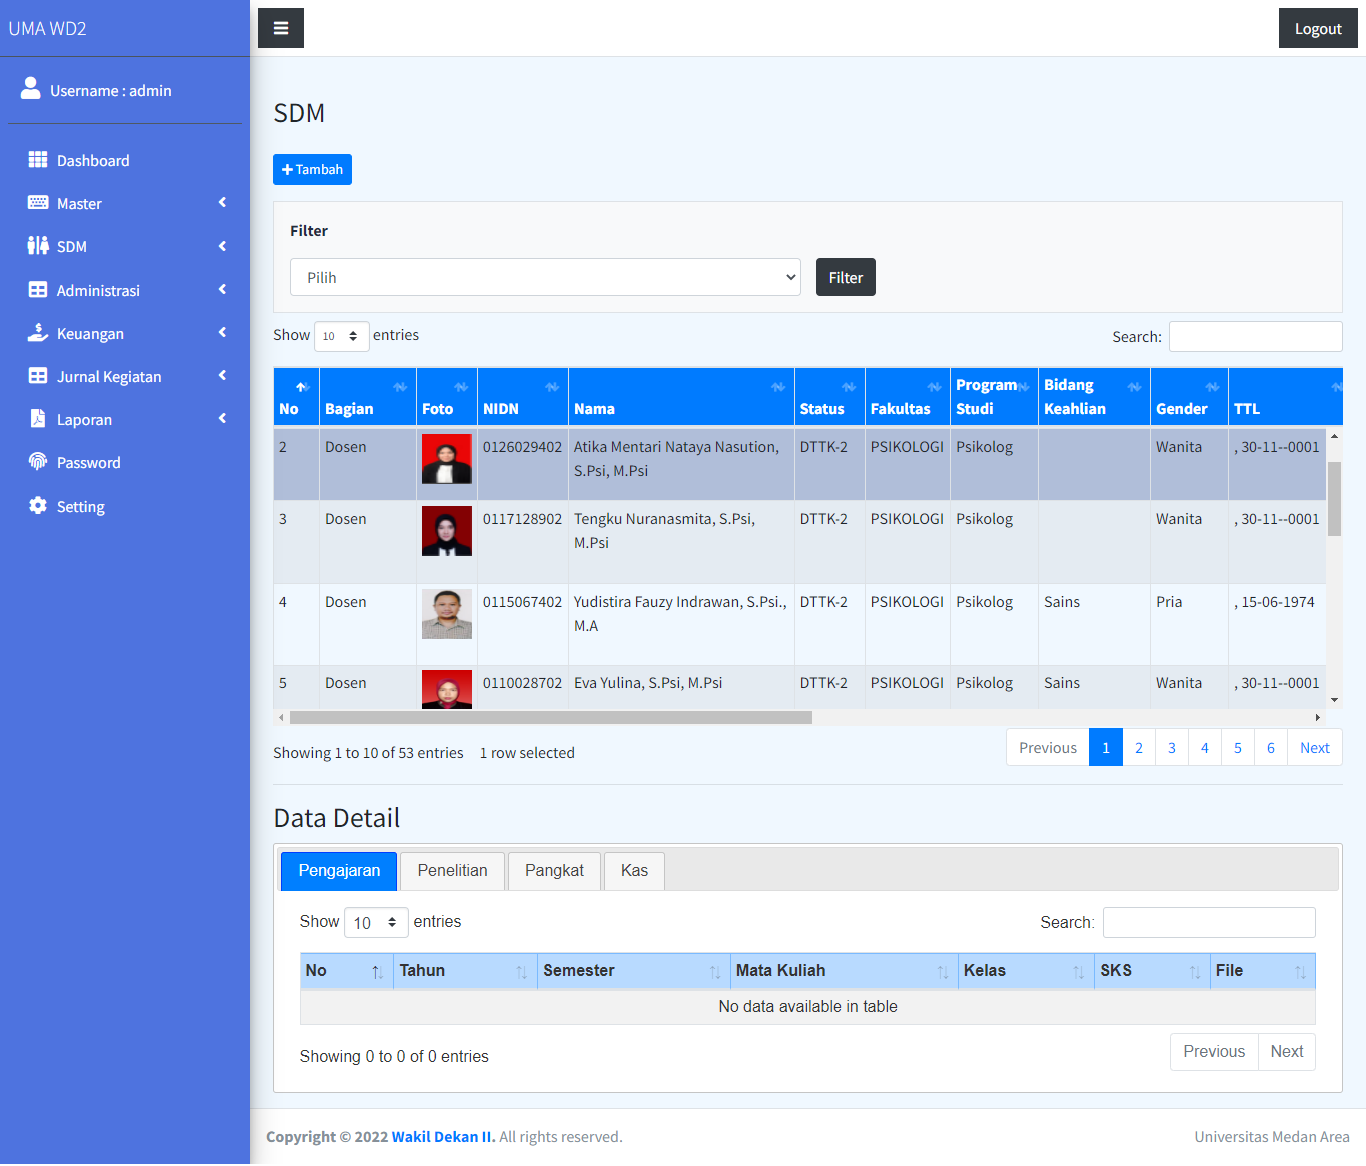 UMA WD2
Logout
Username : admin
Dashboard
Master
SDM
Administrasi
Keuangan
Jurnal Kegiatan
Laporan
Password
Setting
SDM
Tambah
Filter
Pilih
Filter
Show 10 entries
Search:
No Bagian Foto NIDN Nama Status Fakultas Program Studi Bidang Keahlian Gender TTL
2 Dosen 0126029402 Atika Mentari Nataya Nasution, S.Psi, M.Psi DTTK-2 PSIKOLOGI Psikolog Wanita , 30-11--0001
3 Dosen 0117128902 Tengku Nuranasmita, S.Psi, M.Psi DTTK-2 PSIKOLOGI Psikolog Wanita , 30-11--0001
4 Dosen 0115067402 Yudistira Fauzy Indrawan, S.Psi., M.A DTTK-2 PSIKOLOGI Psikolog Sains Pria , 15-06-1974
5 Dosen 0110028702 Eva Yulina, S.Psi, M.Psi DTTK-2 PSIKOLOGI Psikolog Sains Wanita , 30-11--0001
Showing 1 to 10 of 53 entries 1 row selected
Previous 1 2 3 4 5 6 Next
Data Detail
Pengajaran Penelitian Pangkat Kas
Show 10 entries
Search:
No Tahun Semester Mata Kuliah Kelas SKS File
No data available in table
Showing 0 to 0 of 0 entries
Previous Next
Copyright © 2022 Wakil Dekan II. All rights reserved.
Universitas Medan Area